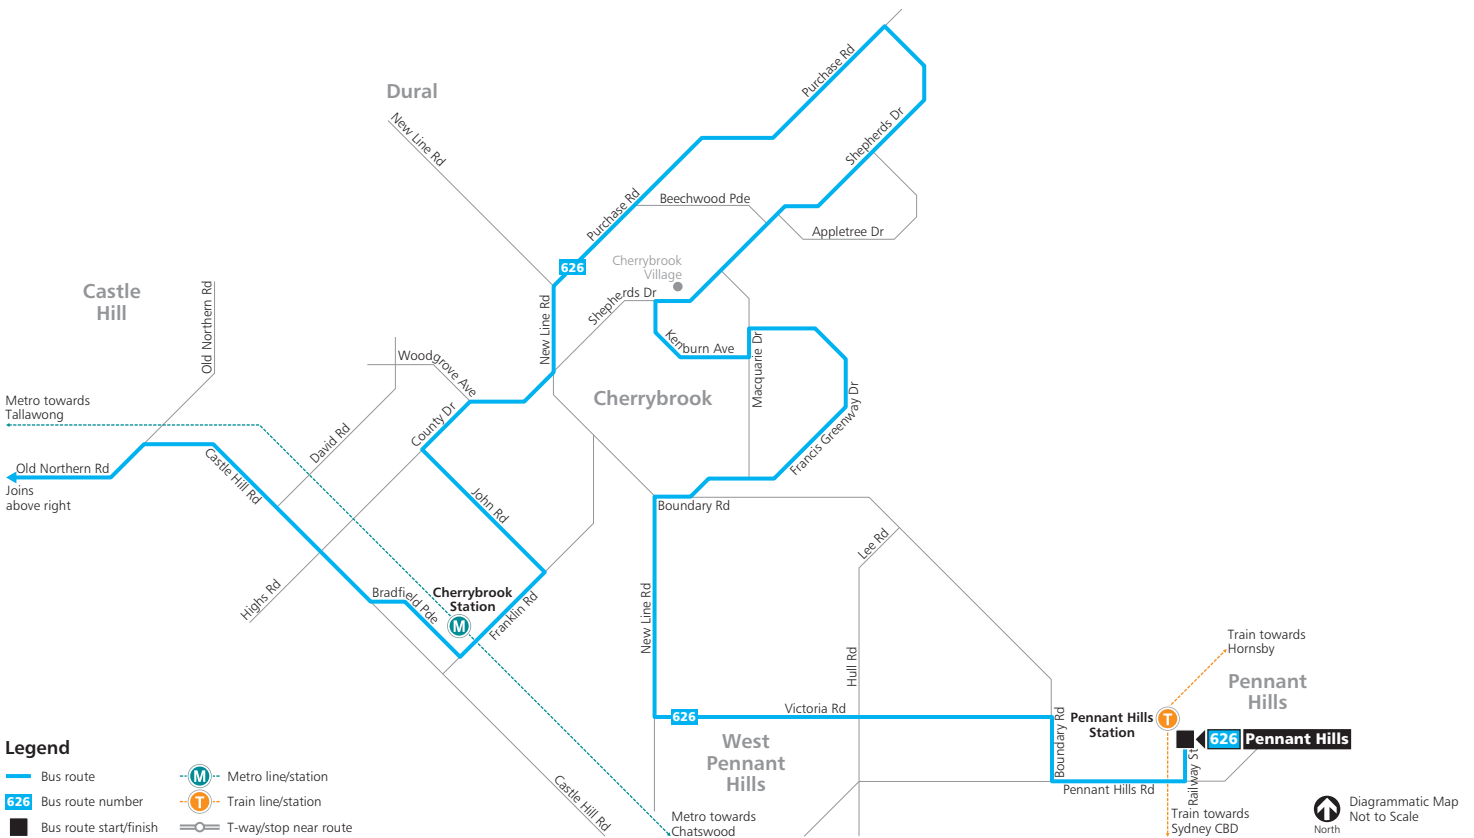 Purchase Rd
Dural
New Line Rd
Shepherds Dr
Purchase Rd
Beechwood Pde
Appletree Dr
626
Cherrybrook
Village
Castle
Hill
Old Northern Rd
Shepherds Dr
New Line Rd
Kenburn Ave
Macquarie Dr
Woodgrove Ave
Cherrybrook
Francis Greenway Dr
Metro towards
Tallawong
County Dr
David Rd
Old Northern Rd
Castle Hill Rd
Joins
above right
John Rd
Boundary Rd
Lee Rd
Highs Rd
Bradfield Pde
Cherrybrook
Station
M
Franklin Rd
New Line Rd
Hull Rd
Train towards
Hornsby
Pennant
Hills
626
Victoria Rd
Boundary Rd
Pennant Hills
Station
T
626 Pennant Hills
West
Pennant
Hills
Railway St
Pennant Hills Rd
Castle Hill Rd
Metro towards
Chatswood
Train towards
Sydney CBD
Legend
Bus route
M Metro line/station
626 Bus route number
T Train line/station
Bus route start/finish
T-way/stop near route
North
Diagrammatic Map
Not to Scale